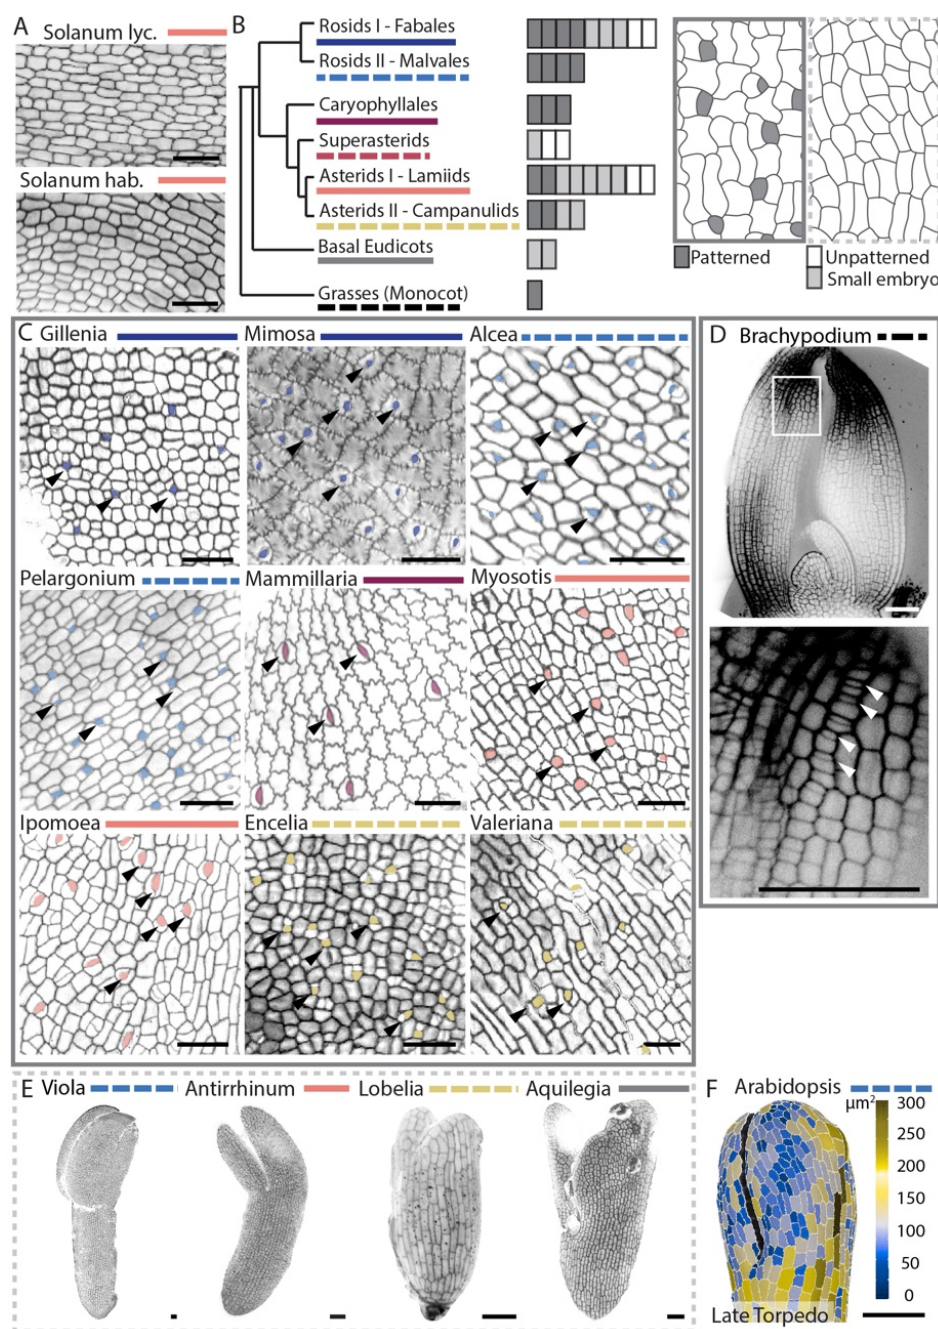 A
Solanum lyc.
Solanum hab.
B
Rosids I - Fabales
Rosids II - Malvales
Caryophyllales
Superasterids
Asterids I - Lamiids
Asterids II - Campanulids
Basal Eudicots
Grasses (Monocot)
Patterned
Unpatterned
Small embryo
C Gillenia
Mimosa
Alcea
Pelargonium
Mammillaria
Myosotis
Ipomoea
Encelia
Valeriana
D Brachypodium
E Viola
Antirrhinum
Lobelia
Aquilegia
F Arabidopsis
µm²
300
250
200
150
100
50
0
Late Torpedo